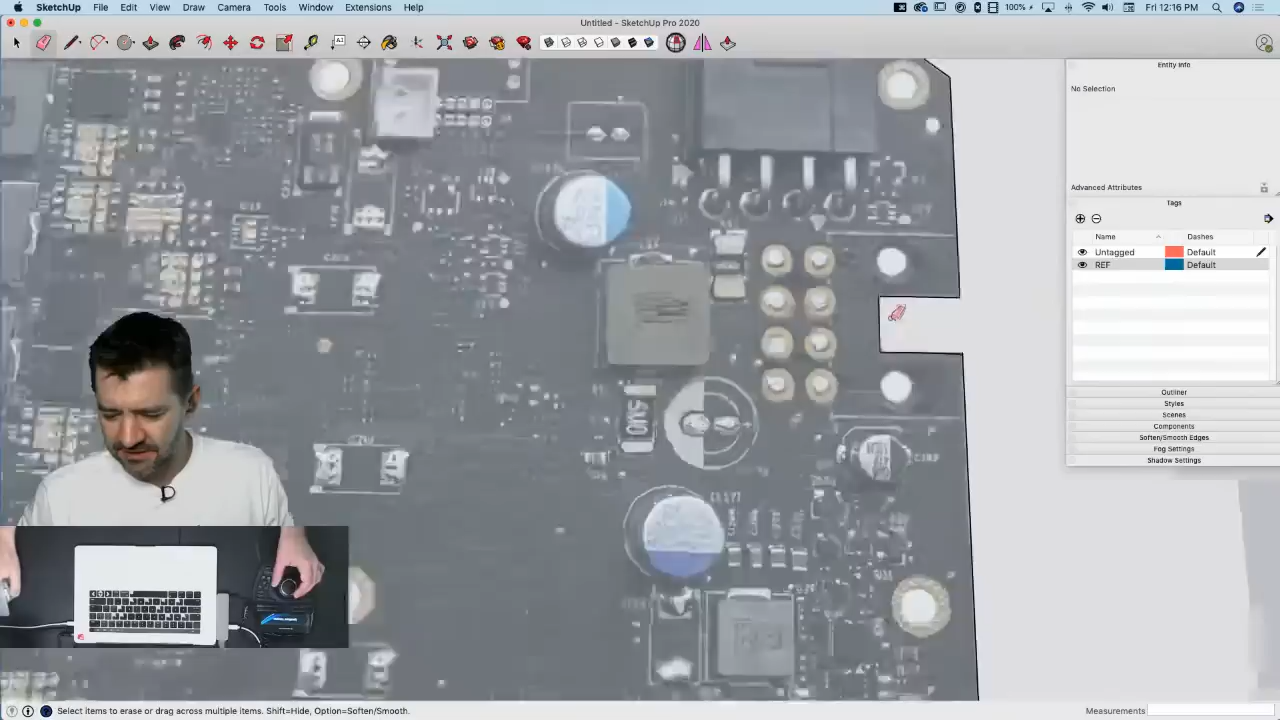 SketchUp File Edit View Draw Camera Tools Window Extensions Help
100%
Fri 12:16 PM
Untitled - SketchUp Pro 2020
Entity Info
No Selection
Advanced Attributes
Tags
Name Dashes
Untagged Default
REF Default
Outliner
Styles
Scenes
Components
Soften/Smooth Edges
Fog Settings
Shadow Settings
Select items to erase or drag across multiple items. Shift=Hide, Option=Soften/Smooth.
Measurements